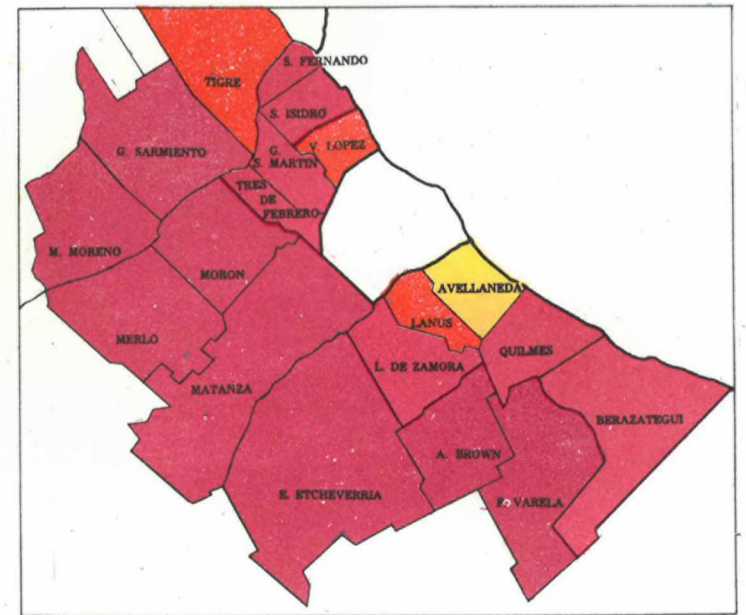 S. FERNANDO
TIGRE
S. ISIDRO
V. LOPEZ
G. SARMIENTO
G.
S. MARTIN
TRES
DE
FEBRERO
M. MORENO
MORON
AVELLANEDA
LANUS
MERLO
QUILMES
L. DE ZAMORA
MATANZA
BERAZATEGUI
A. BROWN
E. ETCHEVERRIA
F. VARELA